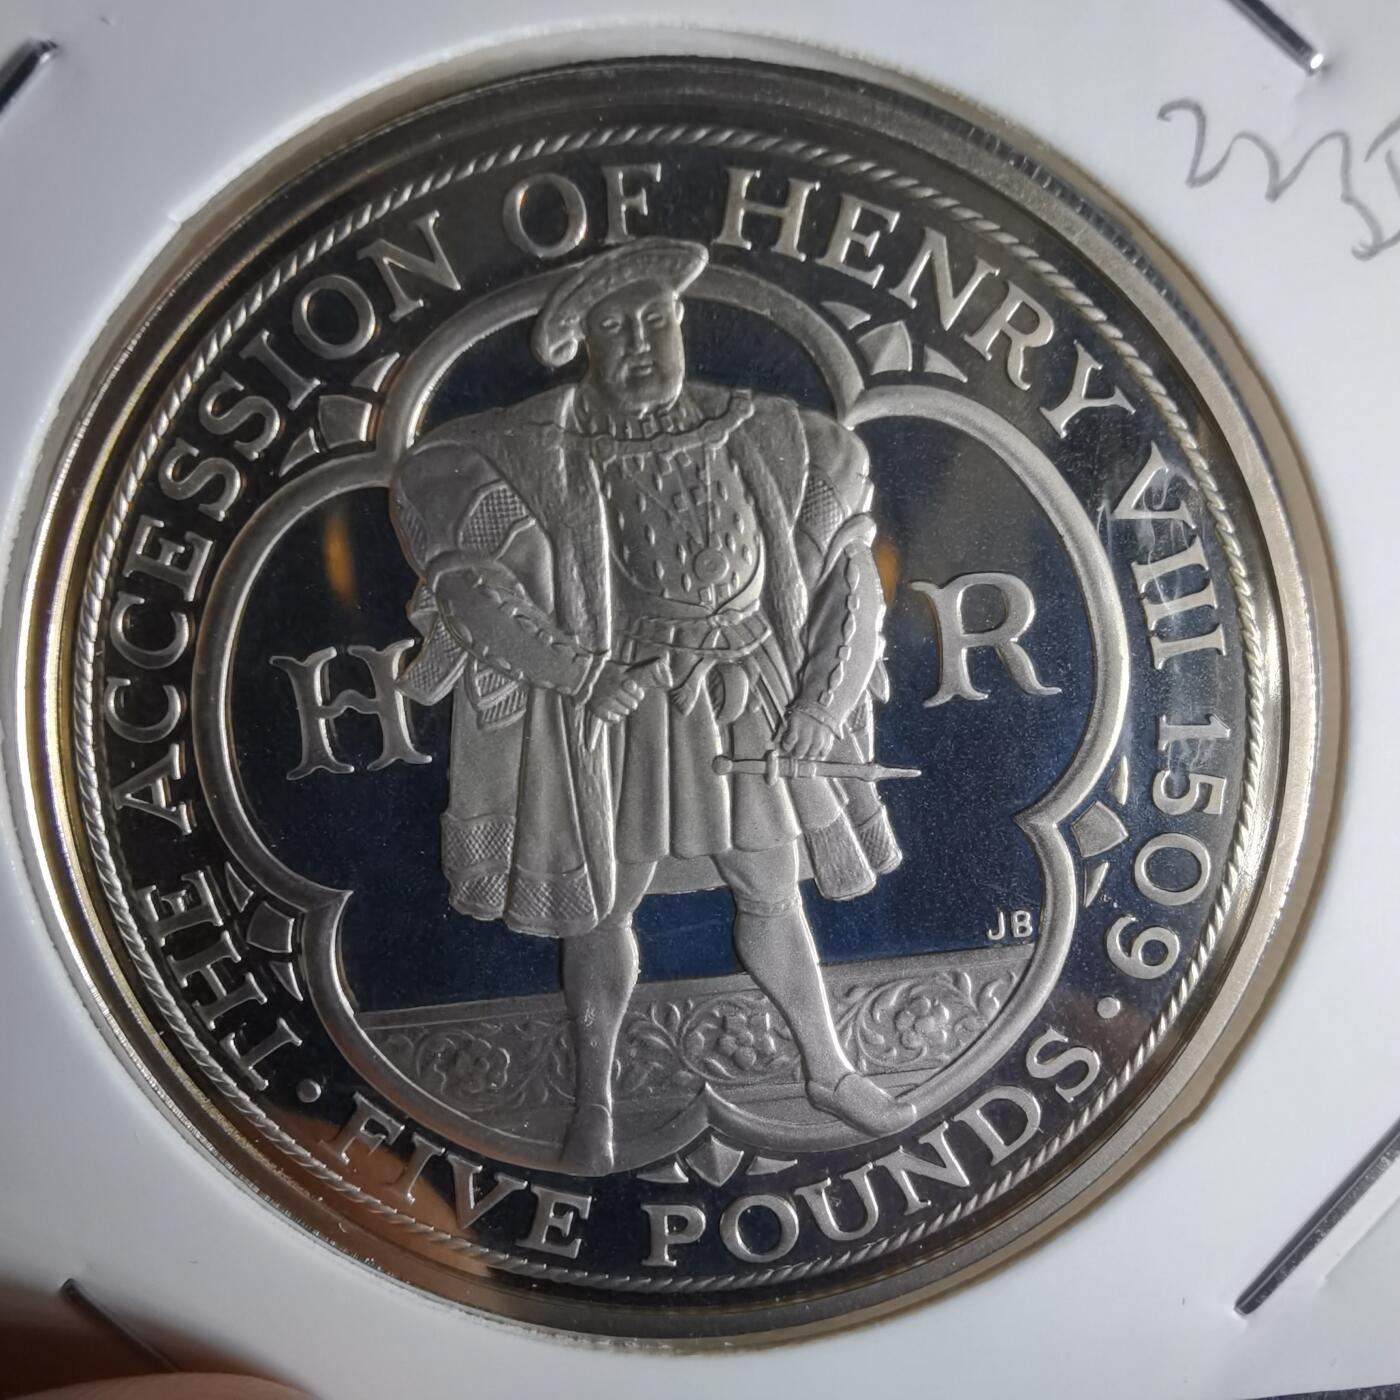 THE ACCESSION OF HENRY VIII 1509
H R
JB
· FIVE POUNDS ·